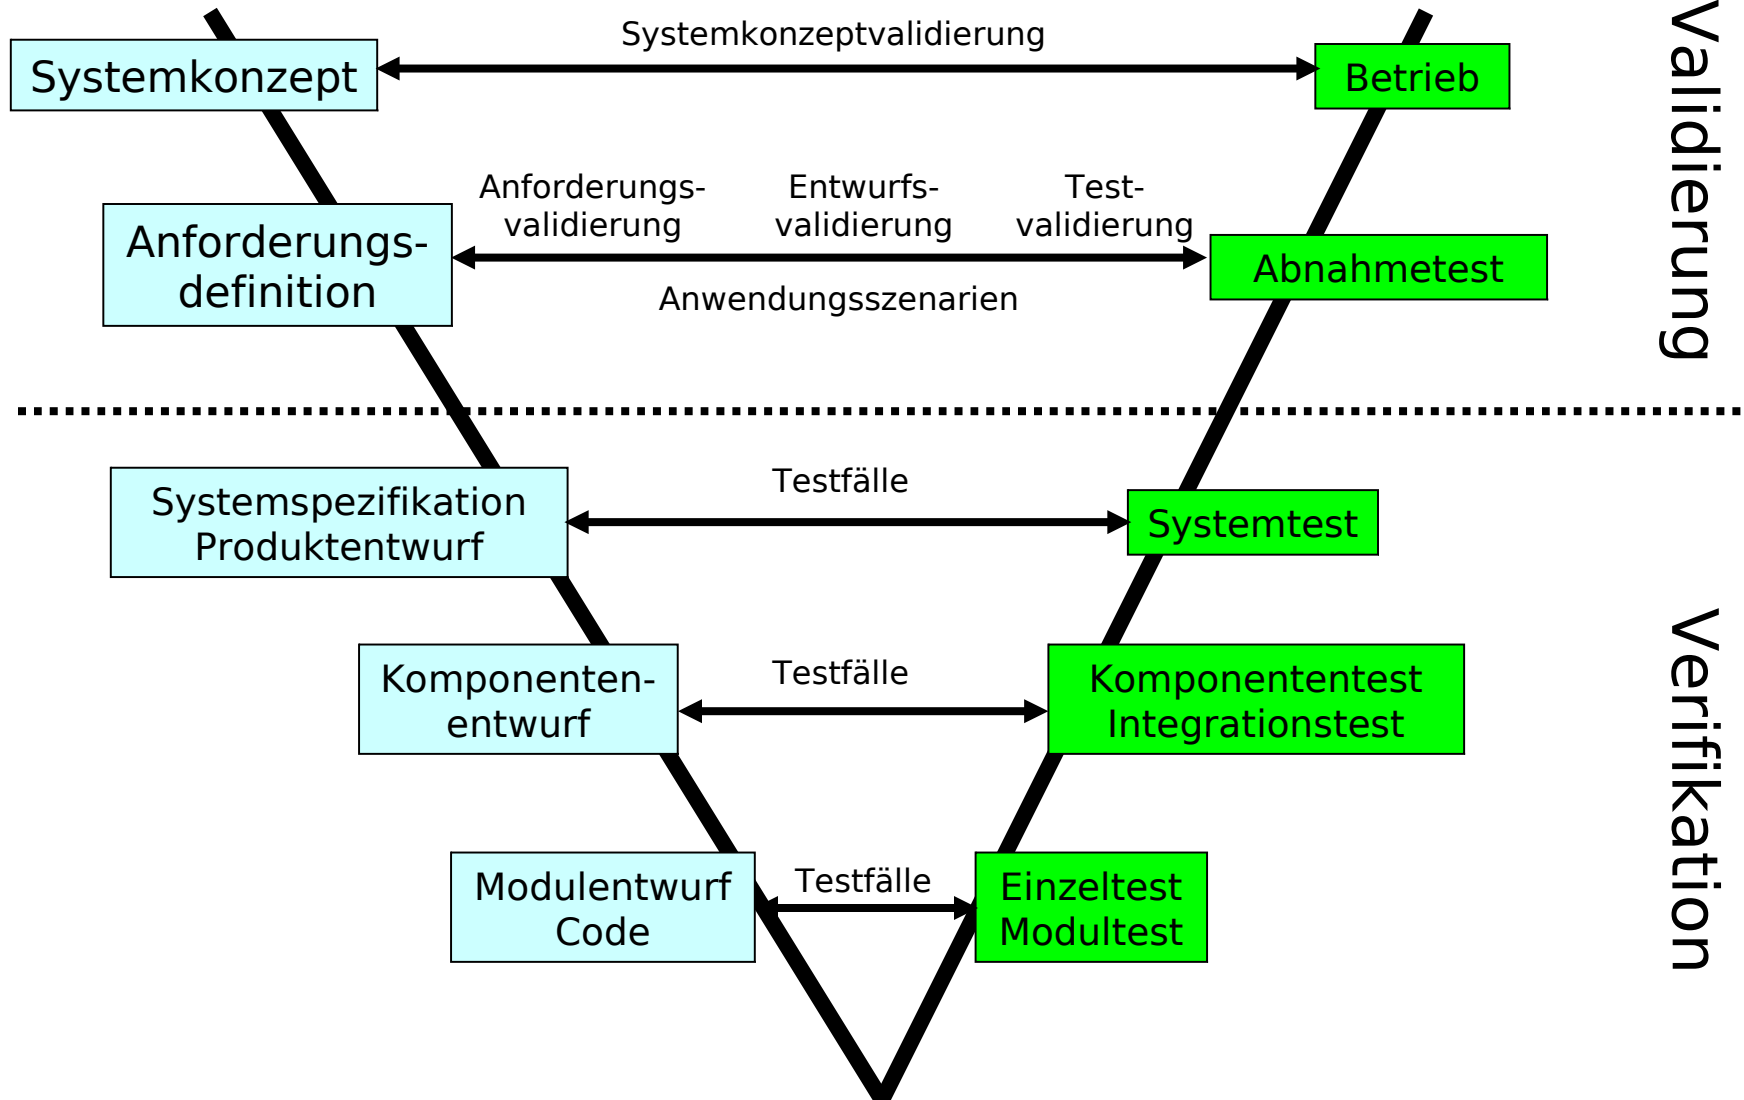 Systemkonzeptvalidierung
Systemkonzept
Betrieb
Validierung
Anforderungs-
validierung
Entwurfs-
validierung
Test-
validierung
Anforderungs-
definition
Abnahmetest
Anwendungsszenarien
Testfälle
Systemspezifikation
Produktentwurf
Systemtest
Verifikation
Testfälle
Komponenten-
entwurf
Komponententest
Integrationstest
Testfälle
Modulentwurf
Code
Einzeltest
Modultest